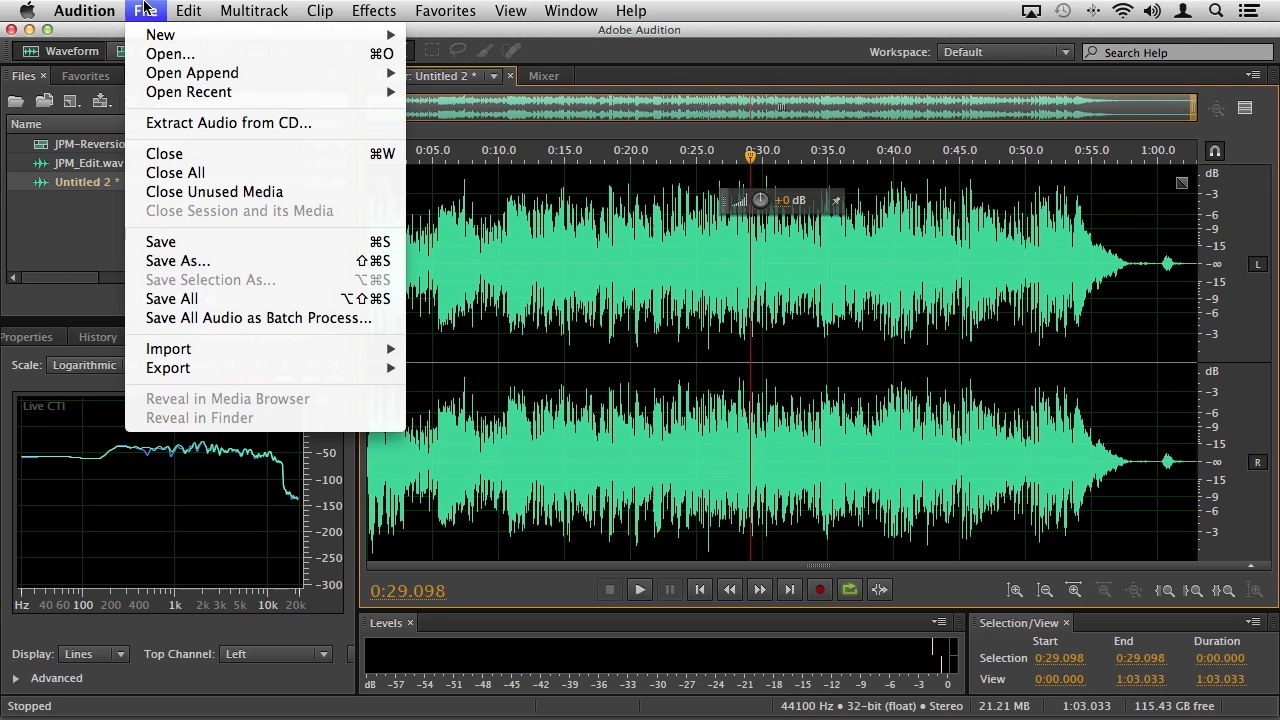 Audition File Edit Multitrack Clip Effects Favorites View Window Help
Adobe Audition
Waveform
Workspace: Default
Search Help
Files ×
Favorites
r: Untitled 2 *
×
Mixer
New
Open... ⌘O
Open Append
Open Recent
Extract Audio from CD...
Close ⌘W
Close All
Close Unused Media
Close Session and its Media
Save ⌘S
Save As... ⇧⌘S
Save Selection As... ⌥⌘S
Save All ⌥⇧⌘S
Save All Audio as Batch Process...
Import
Export
Reveal in Media Browser
Reveal in Finder
Name
JPM-Reversio
JPM_Edit.wav
Untitled 2 *
0:05.0 0:10.0 0:15.0 0:20.0 0:25.0 0:30.0 0:35.0 0:40.0 0:45.0 0:50.0 0:55.0 1:00.0
+0 dB
dB
-3
-6
-9
-15
-∞
-15
-9
-6
-3
L
dB
-3
-6
-9
-15
-∞
-15
-9
-6
-3
R
Properties
History
Scale: Logarithmic
Live CTI
-50
-100
-150
-200
-250
-300
Hz 40 60 100 200 400 1k 2k 3k 5k 10k 20k
Display: Lines
Top Channel: Left
Advanced
0:29.098
Levels ×
dB -57 -54 -51 -48 -45 -42 -39 -36 -33 -30 -27 -24 -21 -18 -15 -12 -9 -6 -3 0
Selection/View ×
Start End Duration
Selection 0:29.098 0:29.098 0:00.000
View 0:00.000 1:03.033 1:03.033
Stopped
44100 Hz • 32-bit (float) • Stereo
21.21 MB
1:03.033
115.43 GB free